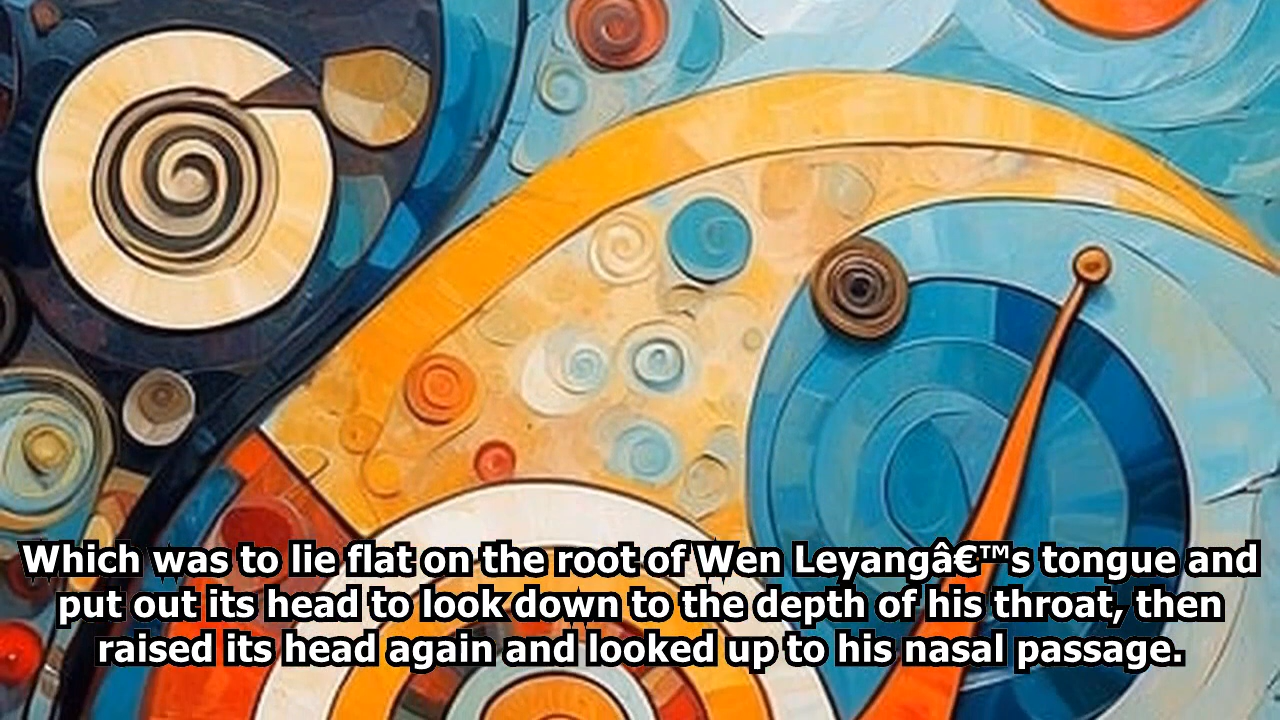 Which was to lie flat on the root of Wen Leyangâ€™s tongue and
put out its head to look down to the depth of his throat, then
raised its head again and looked up to his nasal passage.